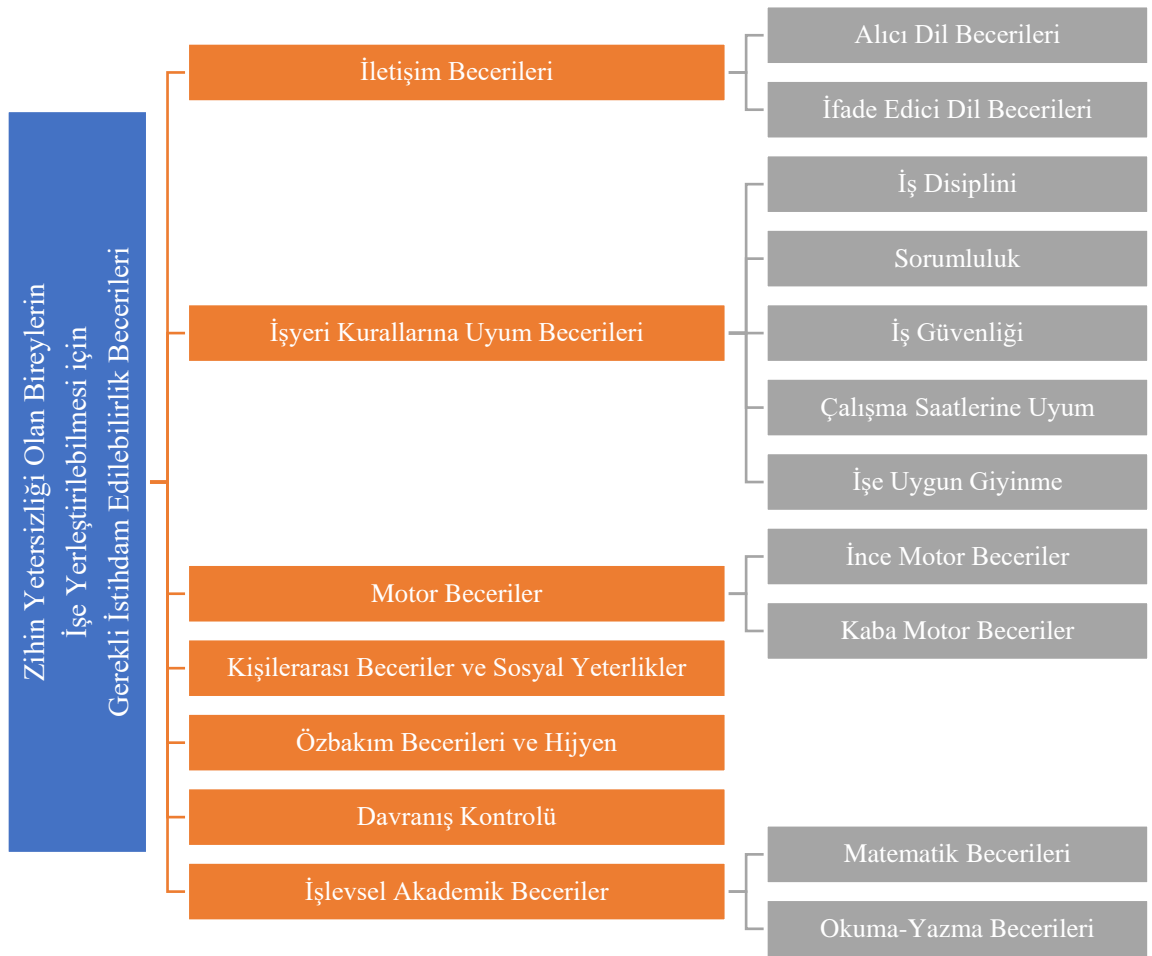 Zihin Yetersizliği Olan Bireylerin
İşe Yerleştirilebilmesi için
Gerekli İstihdam Edilebilirlik Becerileri
İletişim Becerileri
Alıcı Dil Becerileri
İfade Edici Dil Becerileri
İşyeri Kurallarına Uyum Becerileri
İş Disiplini
Sorumluluk
İş Güvenliği
Çalışma Saatlerine Uyum
İşe Uygun Giyinme
Motor Beceriler
İnce Motor Beceriler
Kaba Motor Beceriler
Kişilerarası Beceriler ve Sosyal Yeterlikler
Özbakım Becerileri ve Hijyen
Davranış Kontrolü
İşlevsel Akademik Beceriler
Matematik Becerileri
Okuma-Yazma Becerileri